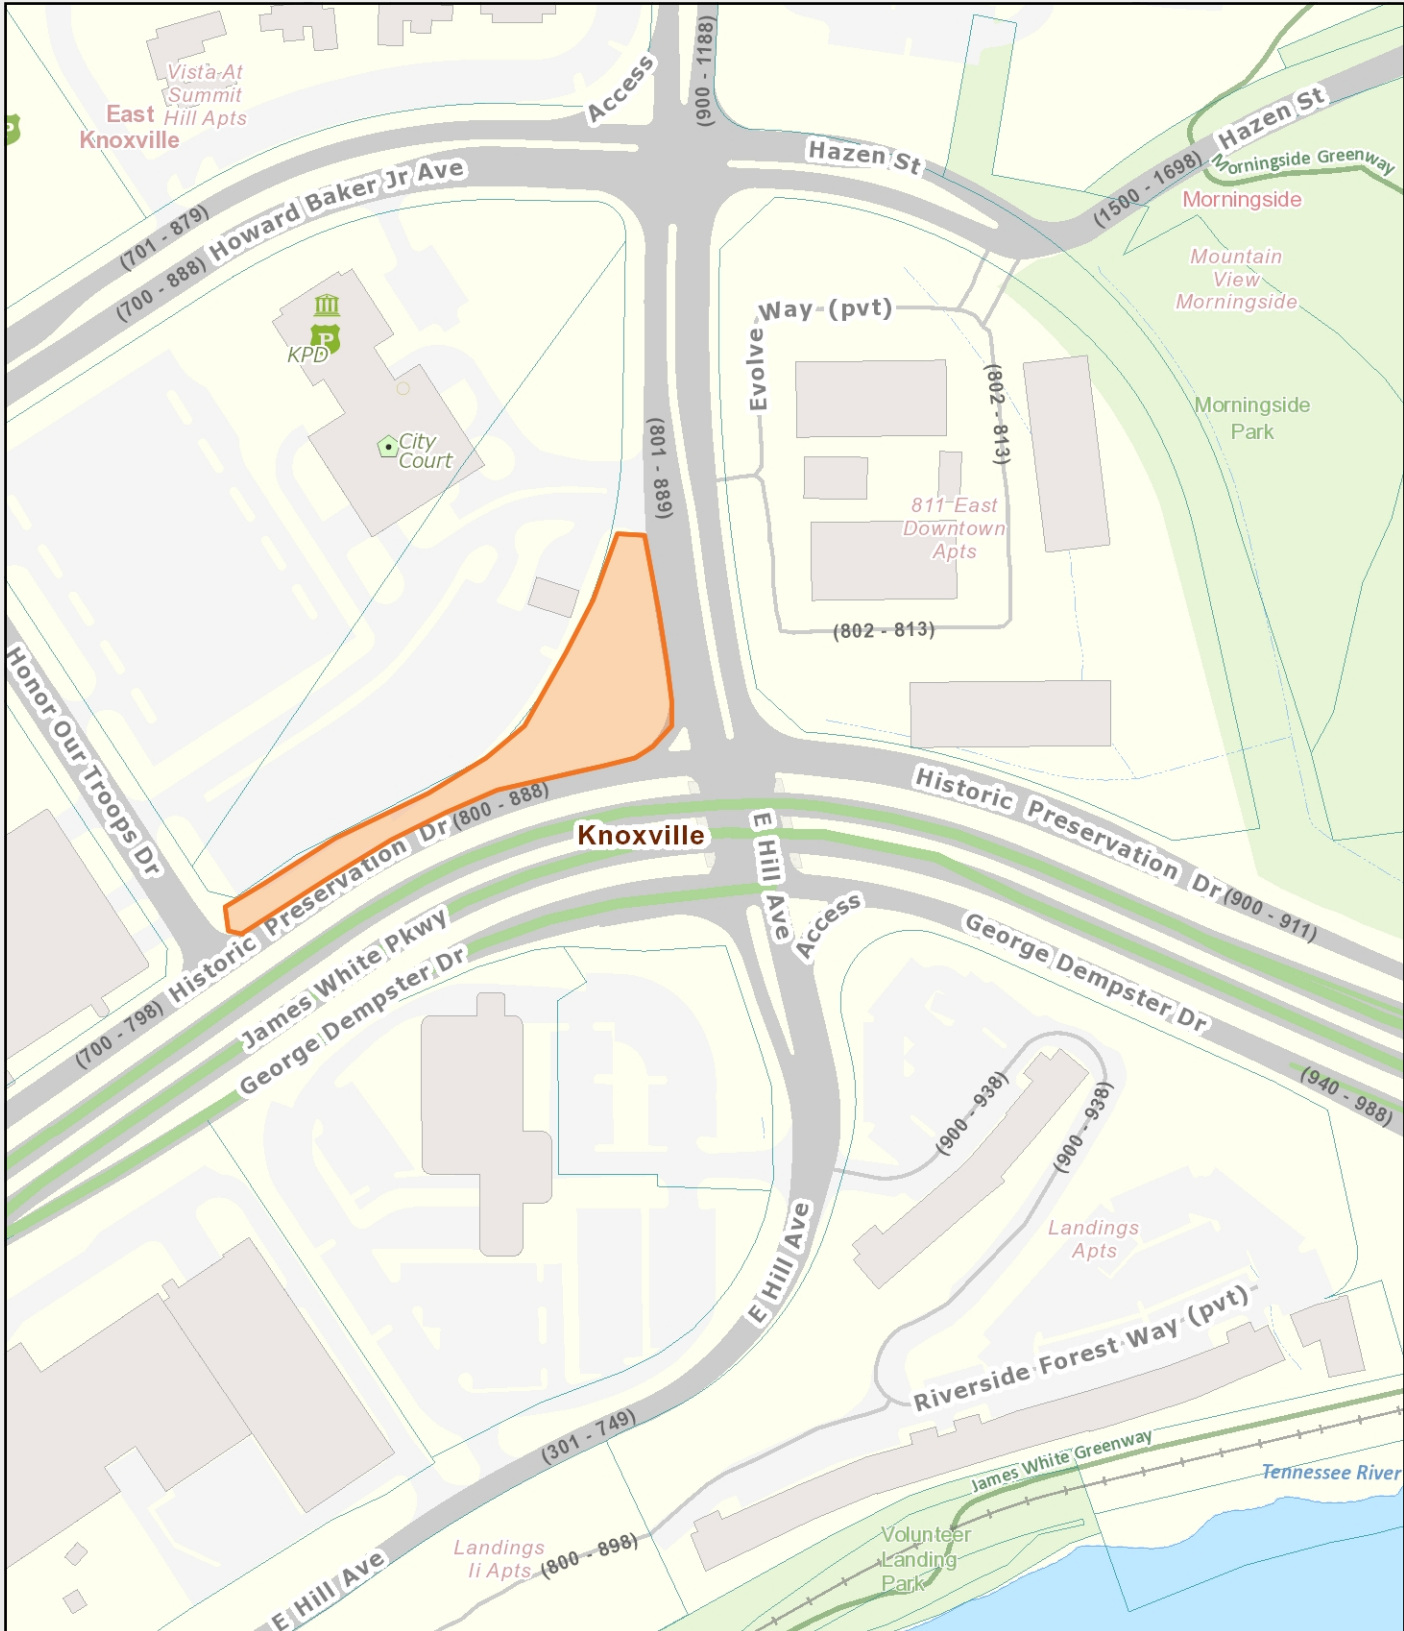 (900 - 1188)
Access
Vista At
Summit
Hill Apts
East
Knoxville
Hazen St
Hazen St
Morningside Greenway
(1500 - 1698)
Morningside
Howard Baker Jr Ave
(701 - 879)
(700 - 888)
Mountain
View
Morningside
P
KPD
Evolve Way (pvt)
(802 - 813)
Morningside
Park
City
Court
(801 - 889)
811 East
Downtown
Apts
(802 - 813)
Honor Our Troops Dr
Historic Preservation Dr
(900 - 911)
(800 - 888)
Knoxville
E Hill Ave
Access
Historic Preservation Dr
(700 - 798)
James White Pkwy
George Dempster Dr
George Dempster Dr
(940 - 988)
(900 - 938)
(900 - 938)
Landings
Apts
E Hill Ave
Riverside Forest Way (pvt)
(301 - 749)
James White Greenway
Tennessee River
Volunteer
Landing
Park
Landings
Ii Apts
(800 - 898)
E Hill Ave